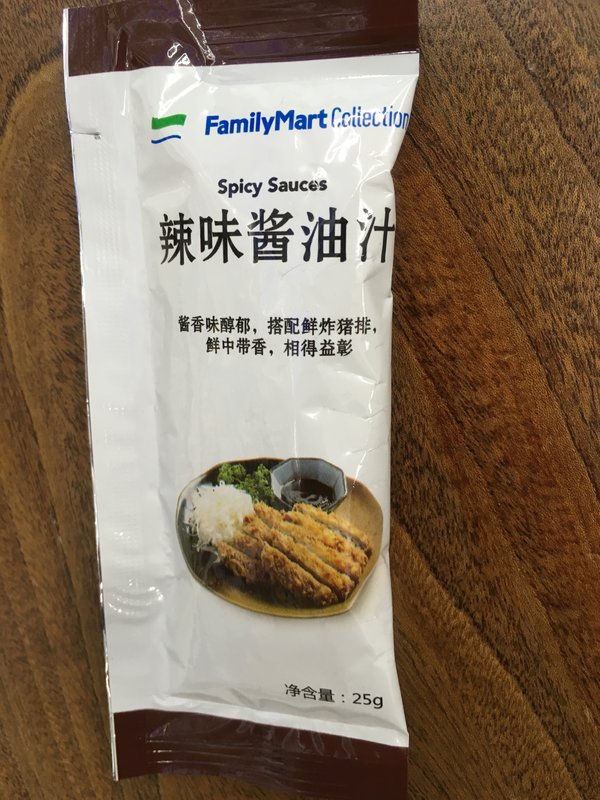 FamilyMart Collection
Spicy Sauces
辣味酱油汁
酱香味醇郁，搭配鲜炸猪排，
鲜中带香，相得益彰
净含量：25g